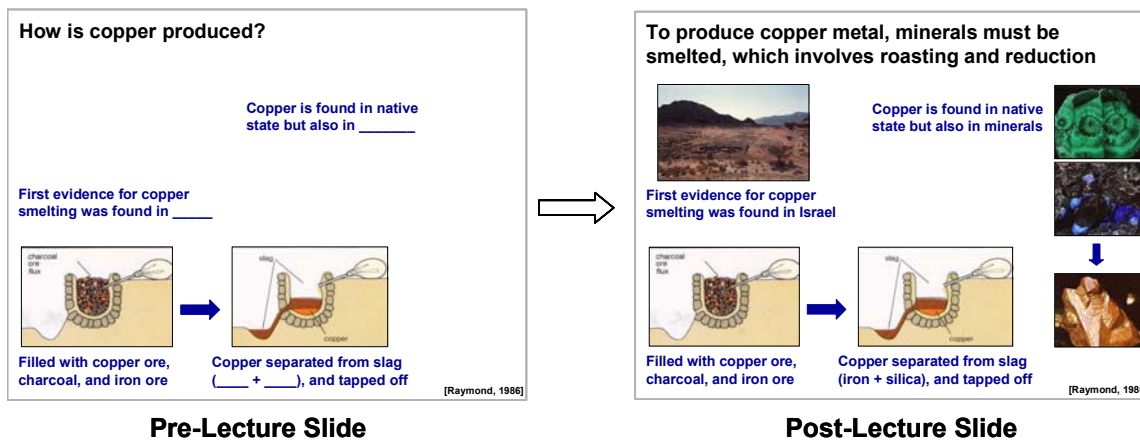 How is copper produced?
Copper is found in native
state but also in _______
First evidence for copper
smelting was found in _____
charcoal
ore
flux
slag
copper
Filled with copper ore,
charcoal, and iron ore
Copper separated from slag
(____ + ____), and tapped off
[Raymond, 1986]
Pre-Lecture Slide
To produce copper metal, minerals must be
smelted, which involves roasting and reduction
Copper is found in native
state but also in minerals
First evidence for copper
smelting was found in Israel
charcoal
ore
flux
slag
copper
Filled with copper ore,
charcoal, and iron ore
Copper separated from slag
(iron + silica), and tapped off
[Raymond, 198
Post-Lecture Slide